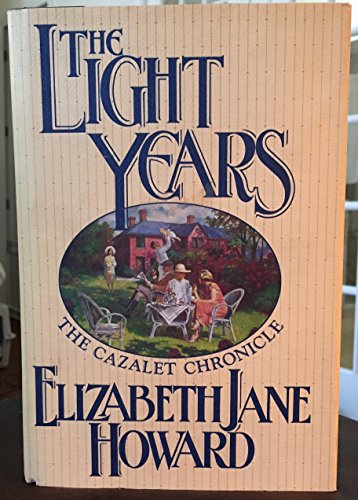 THE
LIGHT
YEARS
THE CAZALET CHRONICLE
ELIZABETH JANE
HOWARD